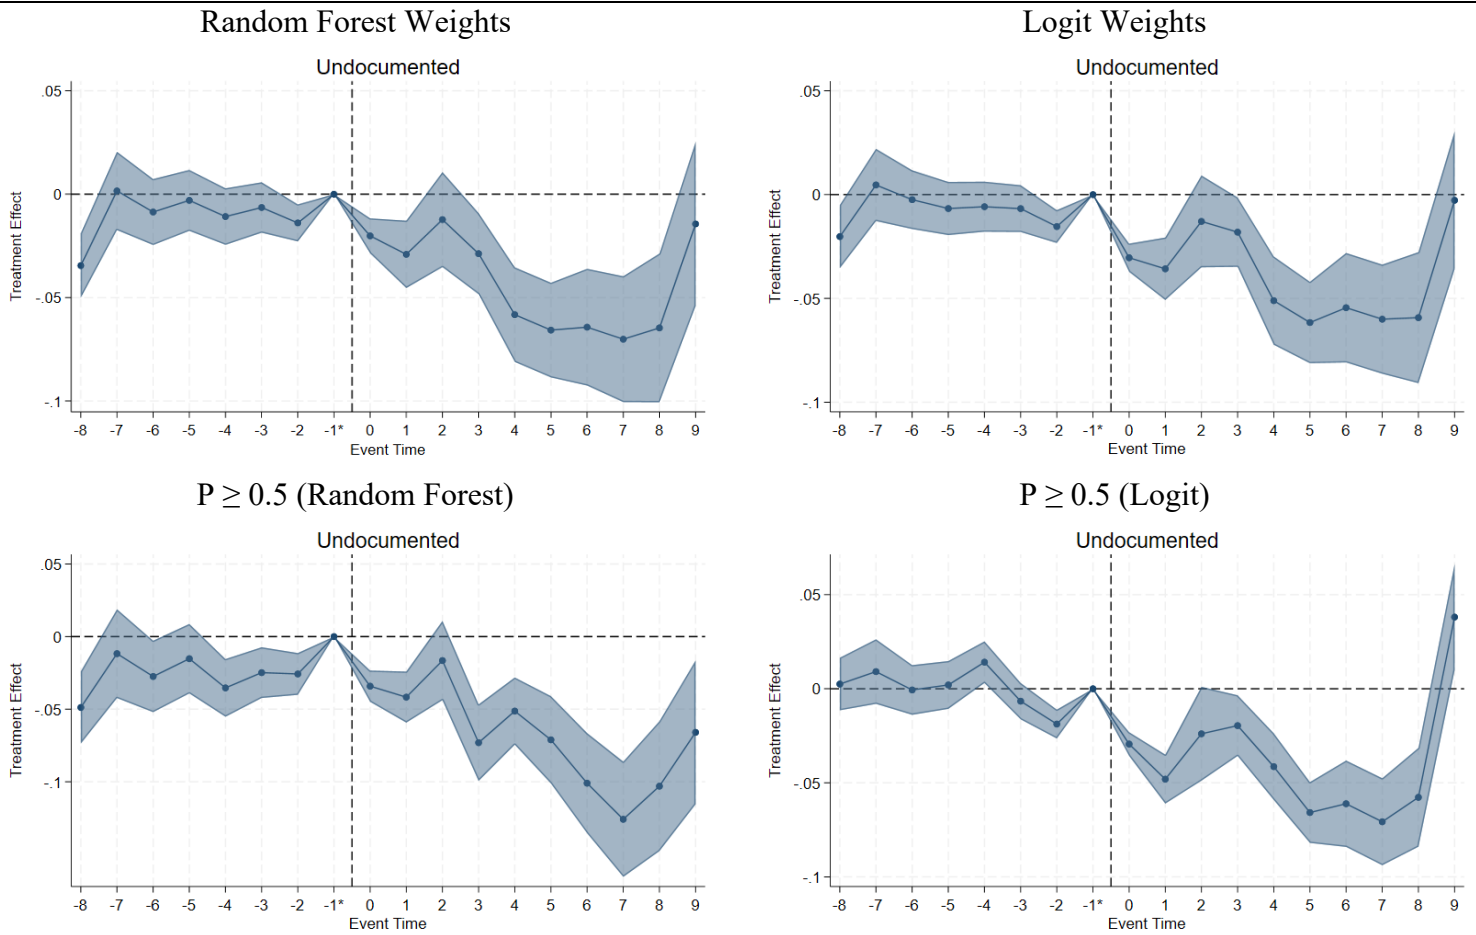 Random Forest Weights
Logit Weights
Undocumented
Undocumented
.05
0
-.05
-.1
Treatment Effect
-8 -7 -6 -5 -4 -3 -2 -1* 0 1 2 3 4 5 6 7 8 9
Event Time
.05
0
-.05
-.1
Treatment Effect
-8 -7 -6 -5 -4 -3 -2 -1* 0 1 2 3 4 5 6 7 8 9
Event Time
P ≥ 0.5 (Random Forest)
P ≥ 0.5 (Logit)
Undocumented
Undocumented
.05
0
-.05
-.1
Treatment Effect
-8 -7 -6 -5 -4 -3 -2 -1* 0 1 2 3 4 5 6 7 8 9
Event Time
.05
0
-.05
-.1
Treatment Effect
-8 -7 -6 -5 -4 -3 -2 -1* 0 1 2 3 4 5 6 7 8 9
Event Time